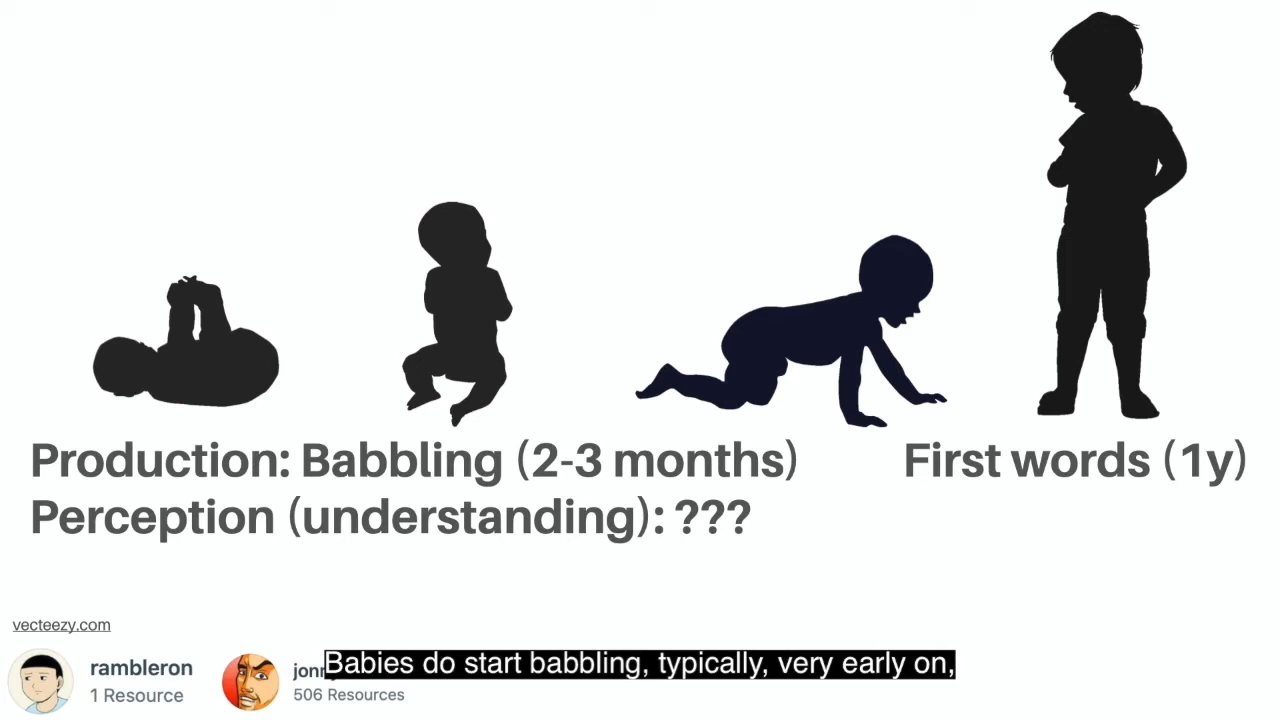 Production: Babbling (2-3 months) First words (1y)
Perception (understanding): ???
vecteezy.com
rambleron
1 Resource
506 Resources
Babies do start babbling, typically, very early on,